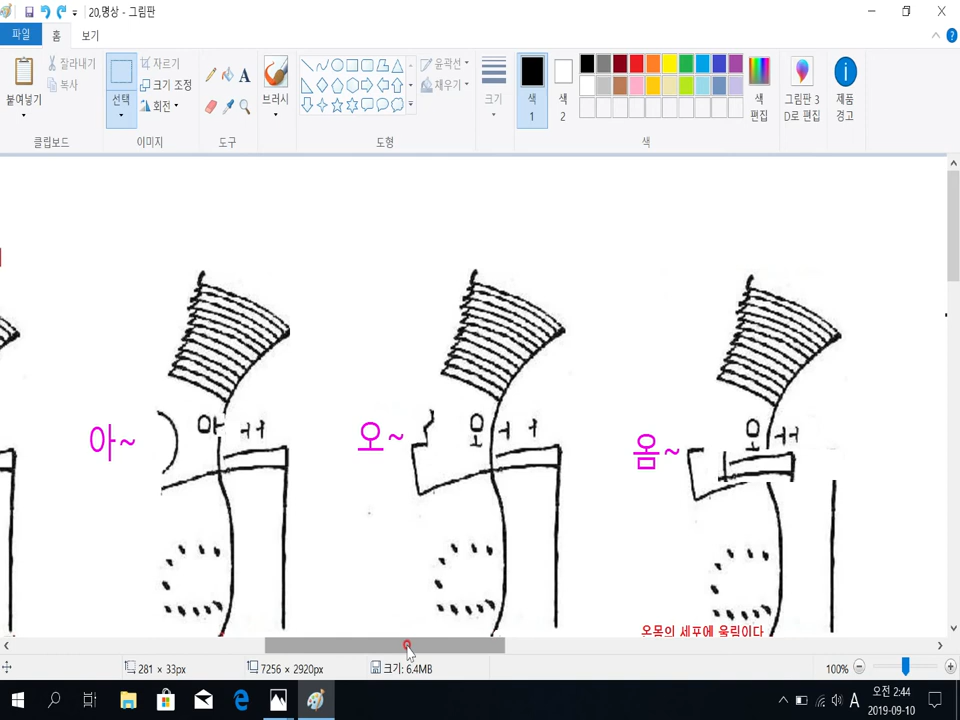 20,명상 - 그림판
파일
홈
보기
붙여넣기
잘라내기
복사
클립보드
선택
자르기
크기 조정
회전
이미지
A
도구
브러시
윤곽선
채우기
도형
크기
색
1
색
2
색
편집
색
그림판 3
D로 편집
제품
경고
아~
아 ㅓㅓ
오~
오 ㅓㅓ
옴~
오 ㅓㅓ
온몸의 세포에 울림이다
281 × 33px
7256 × 2920px
크기: 6.4MB
100%
A
오전 2:44
2019-09-10